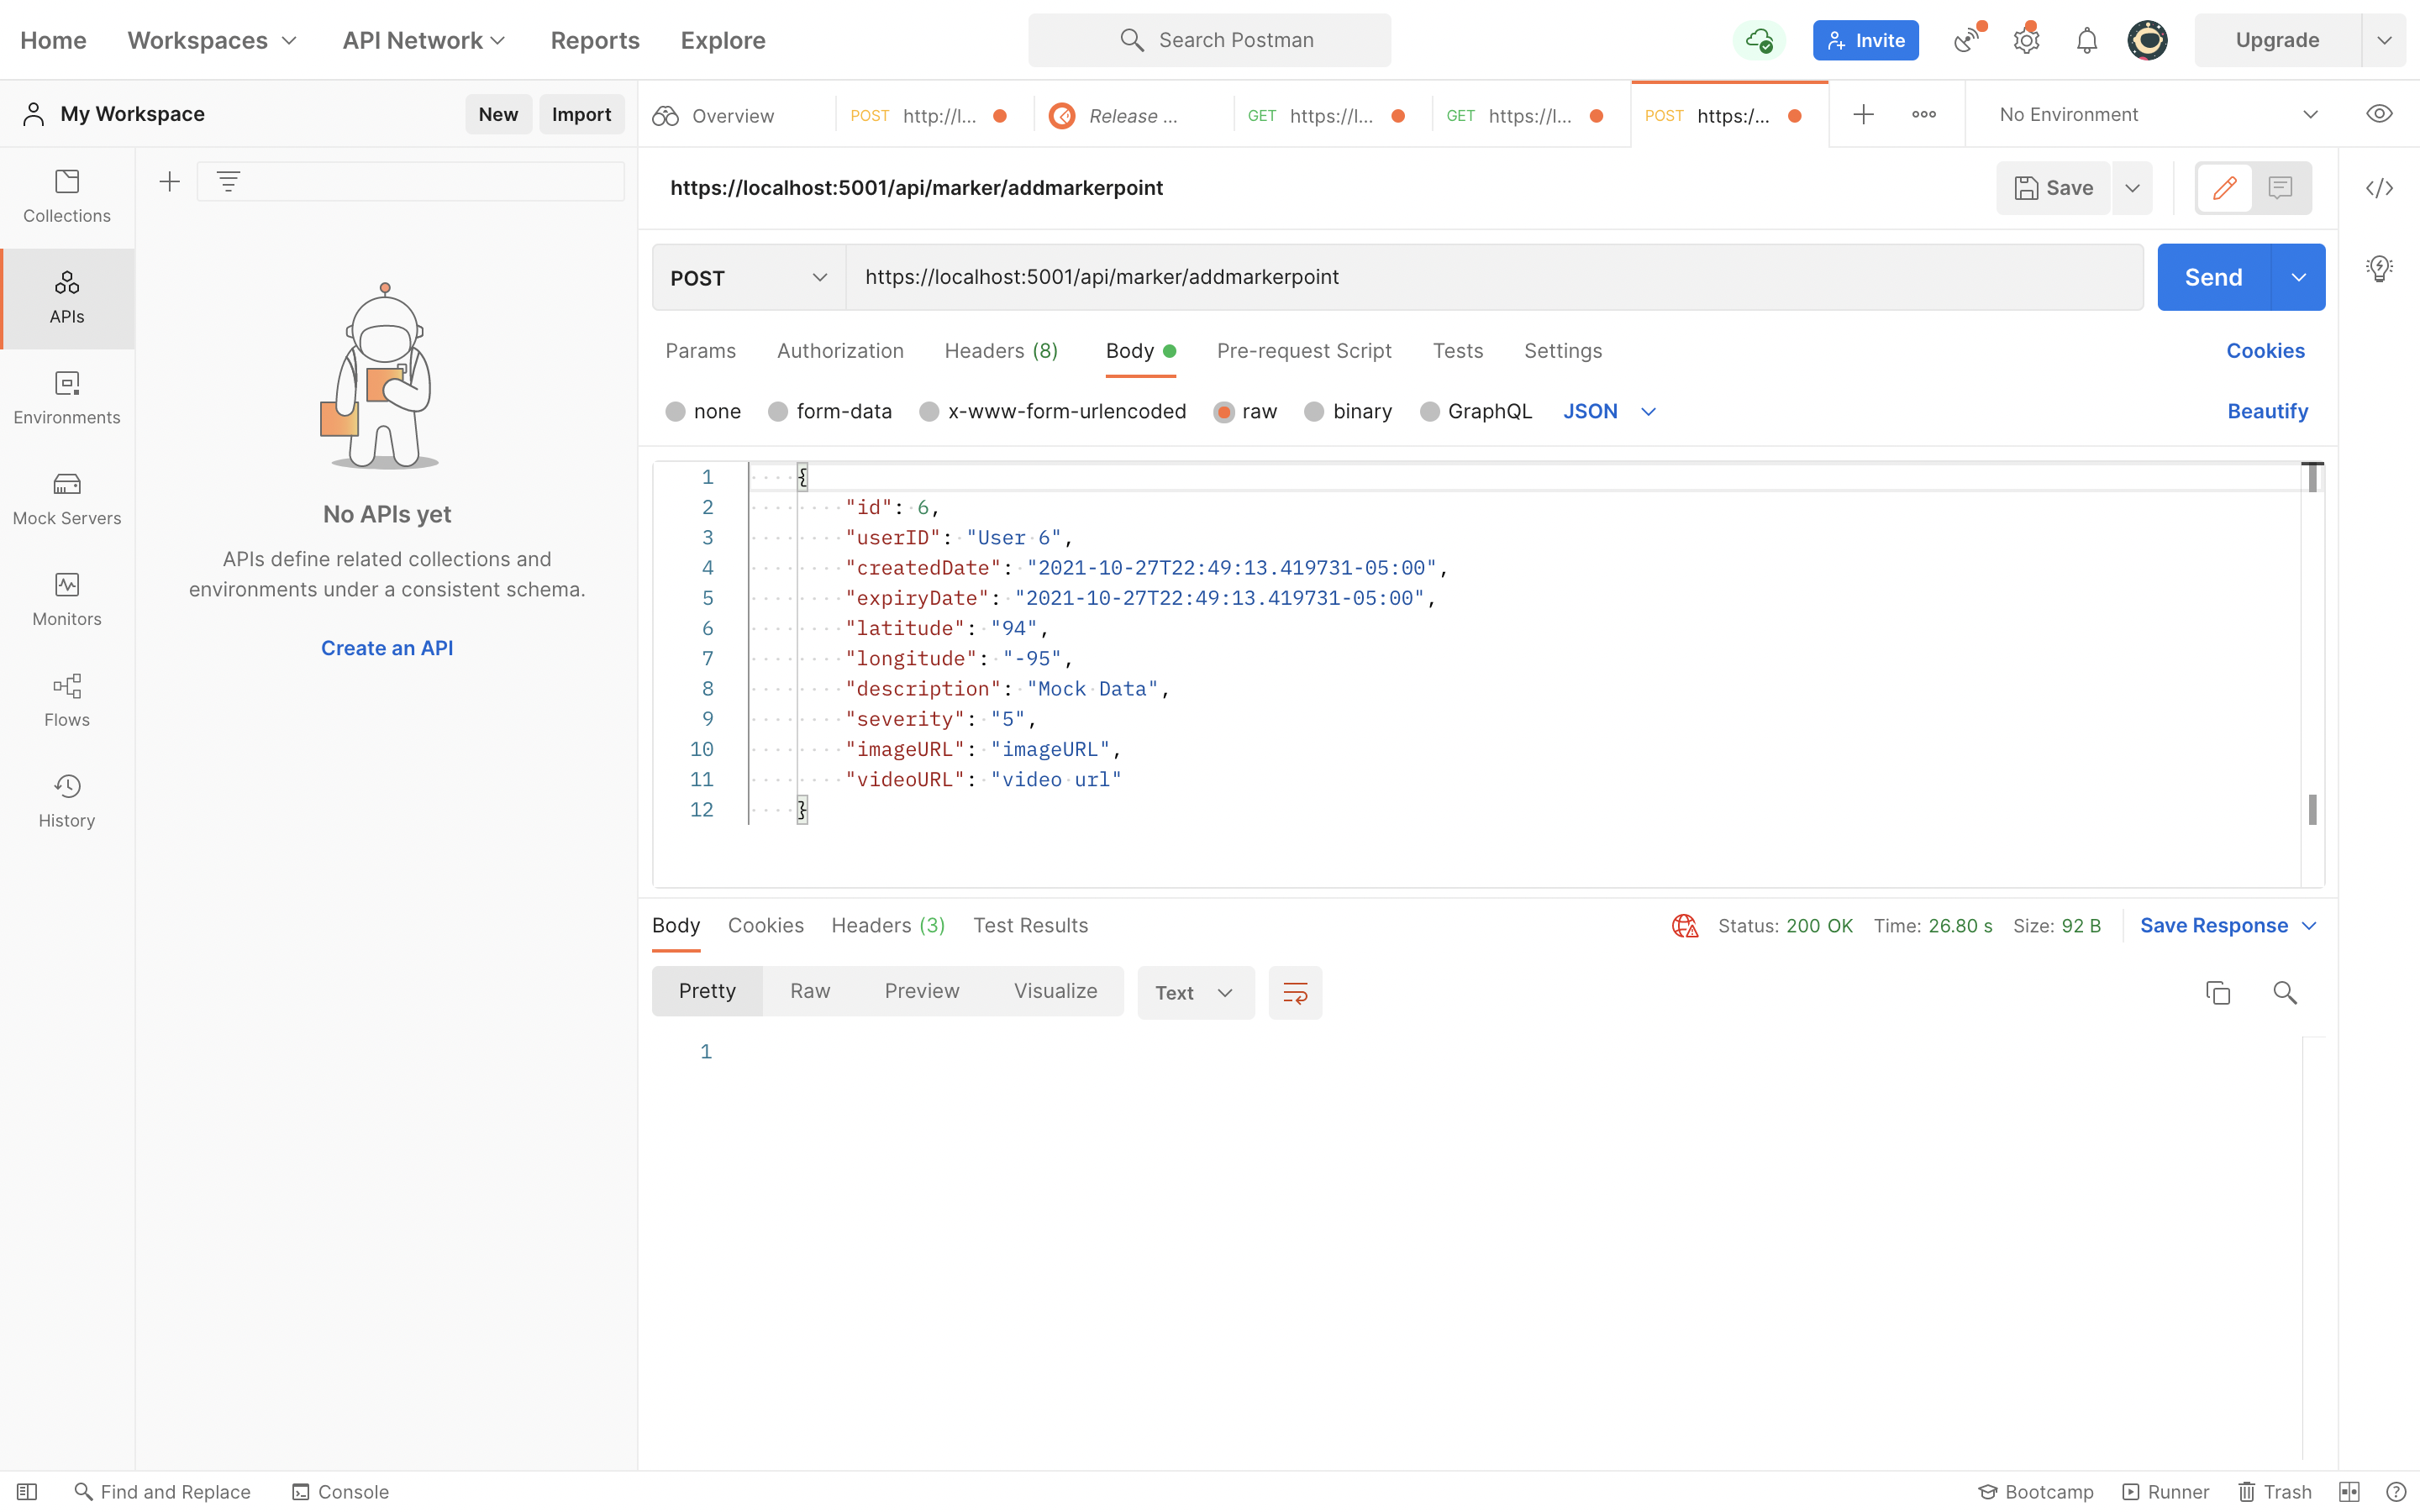 Home Workspaces API Network Reports Explore Search Postman Invite Upgrade
My Workspace New Import Overview POST http://l... Release ... GET https://l... GET https://l... POST https:/... No Environment
Collections
APIs
Environments
Mock Servers
Monitors
Flows
History
No APIs yet
APIs define related collections and
environments under a consistent schema.
Create an API
https://localhost:5001/api/marker/addmarkerpoint Save
POST https://localhost:5001/api/marker/addmarkerpoint Send
Params Authorization Headers (8) Body Pre-request Script Tests Settings Cookies
none form-data x-www-form-urlencoded raw binary GraphQL JSON Beautify
1 {
2 "id": 6,
3 "userID": "User 6",
4 "createdDate": "2021-10-27T22:49:13.419731-05:00",
5 "expiryDate": "2021-10-27T22:49:13.419731-05:00",
6 "latitude": "94",
7 "longitude": "-95",
8 "description": "Mock Data",
9 "severity": "5",
10 "imageURL": "imageURL",
11 "videoURL": "video url"
12 }
Body Cookies Headers (3) Test Results Status: 200 OK Time: 26.80 s Size: 92 B Save Response
Pretty Raw Preview Visualize Text
1
Find and Replace Console Bootcamp Runner Trash